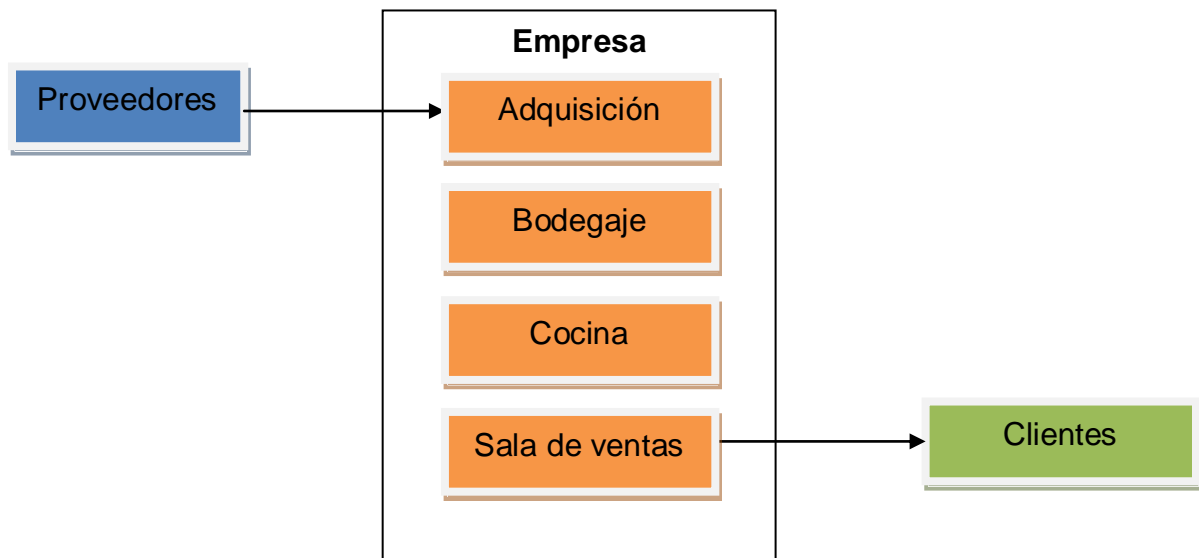 Empresa
Proveedores
Adquisición
Bodegaje
Cocina
Sala de ventas
Clientes